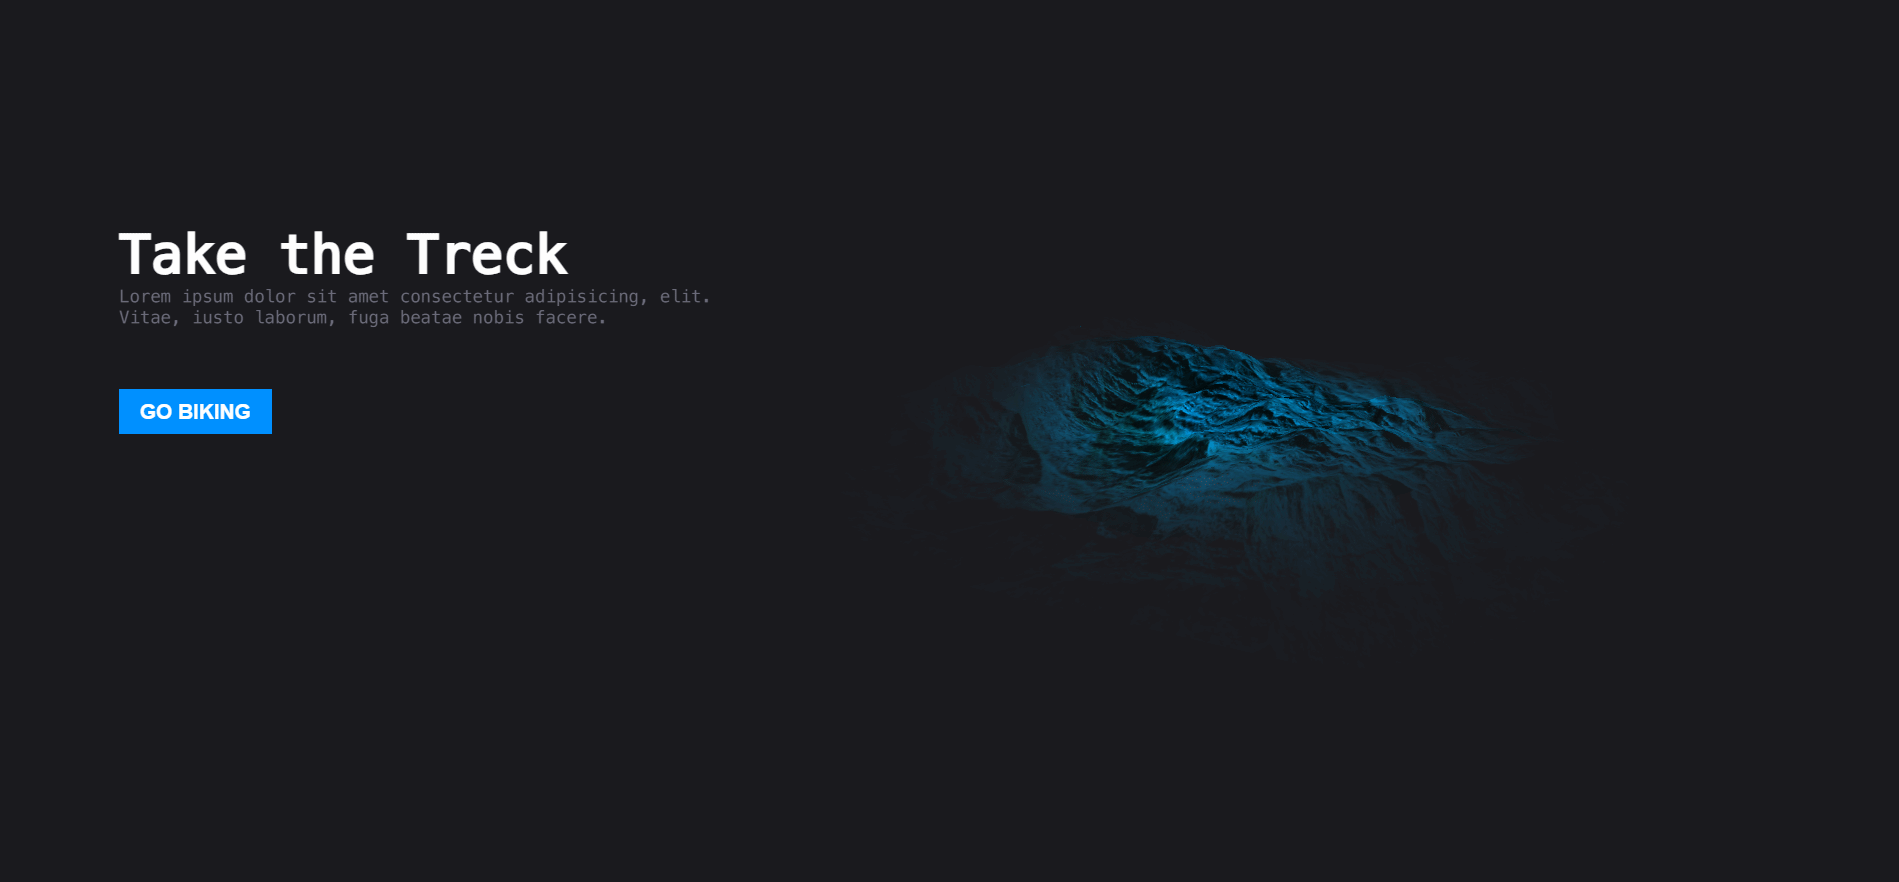 Take the Treck
Lorem ipsum dolor sit amet consectetur adipisicing, elit.
Vitae, iusto laborum, fuga beatae nobis facere.
GO BIKING